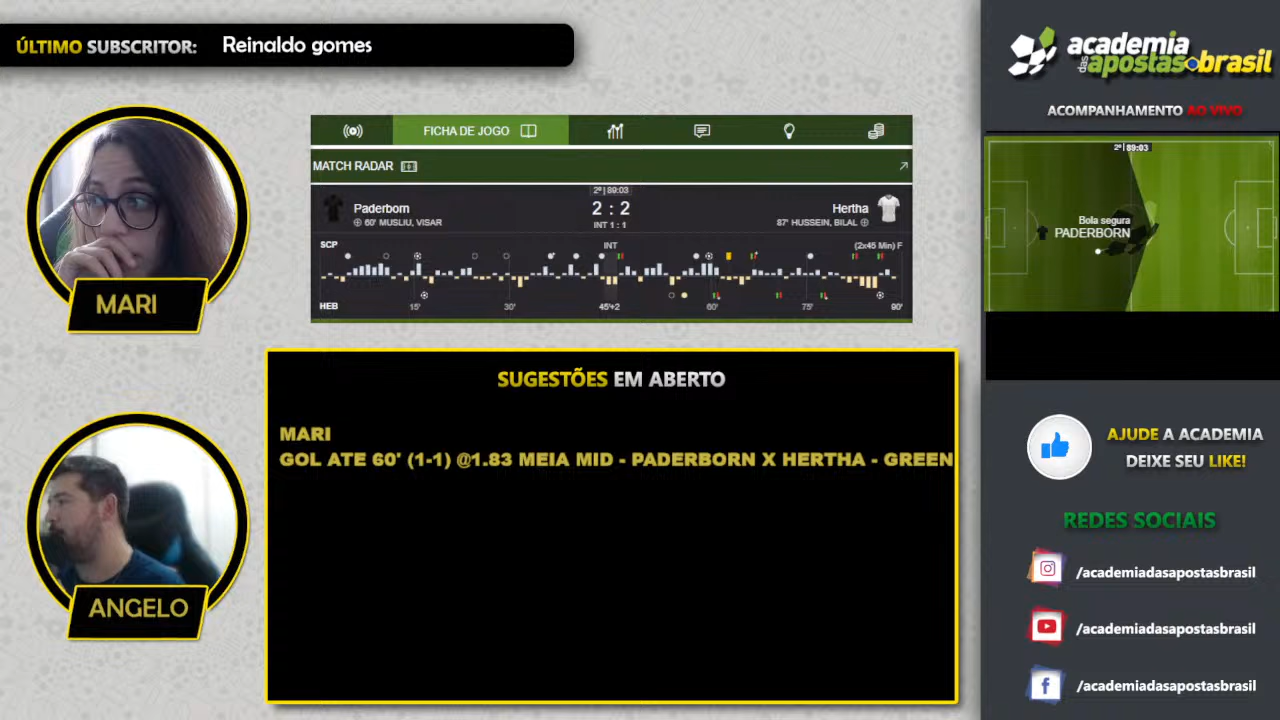 ÚLTIMO SUBSCRITOR: Reinaldo gomes
academia
das apostas brasil
ACOMPANHAMENTO AO VIVO
FICHA DE JOGO
MATCH RADAR
2º | 89:03
Paderborn 2 : 2 Hertha
60' MUSLIU, VISAR INT 1 : 1 87' HUSSEIN, BILAL
SCP INT (2x45 Min) F
HEB 15' 30' 45'+2 60' 75' 90'
2º | 89:03
Bola segura
PADERBORN
MARI
SUGESTÕES EM ABERTO
MARI
GOL ATE 60' (1-1) @1.83 MEIA MID - PADERBORN X HERTHA - GREEN
ANGELO
AJUDE A ACADEMIA
DEIXE SEU LIKE!
REDES SOCIAIS
/academiadasapostasbrasil
/academiadasapostasbrasil
/academiadasapostasbrasil